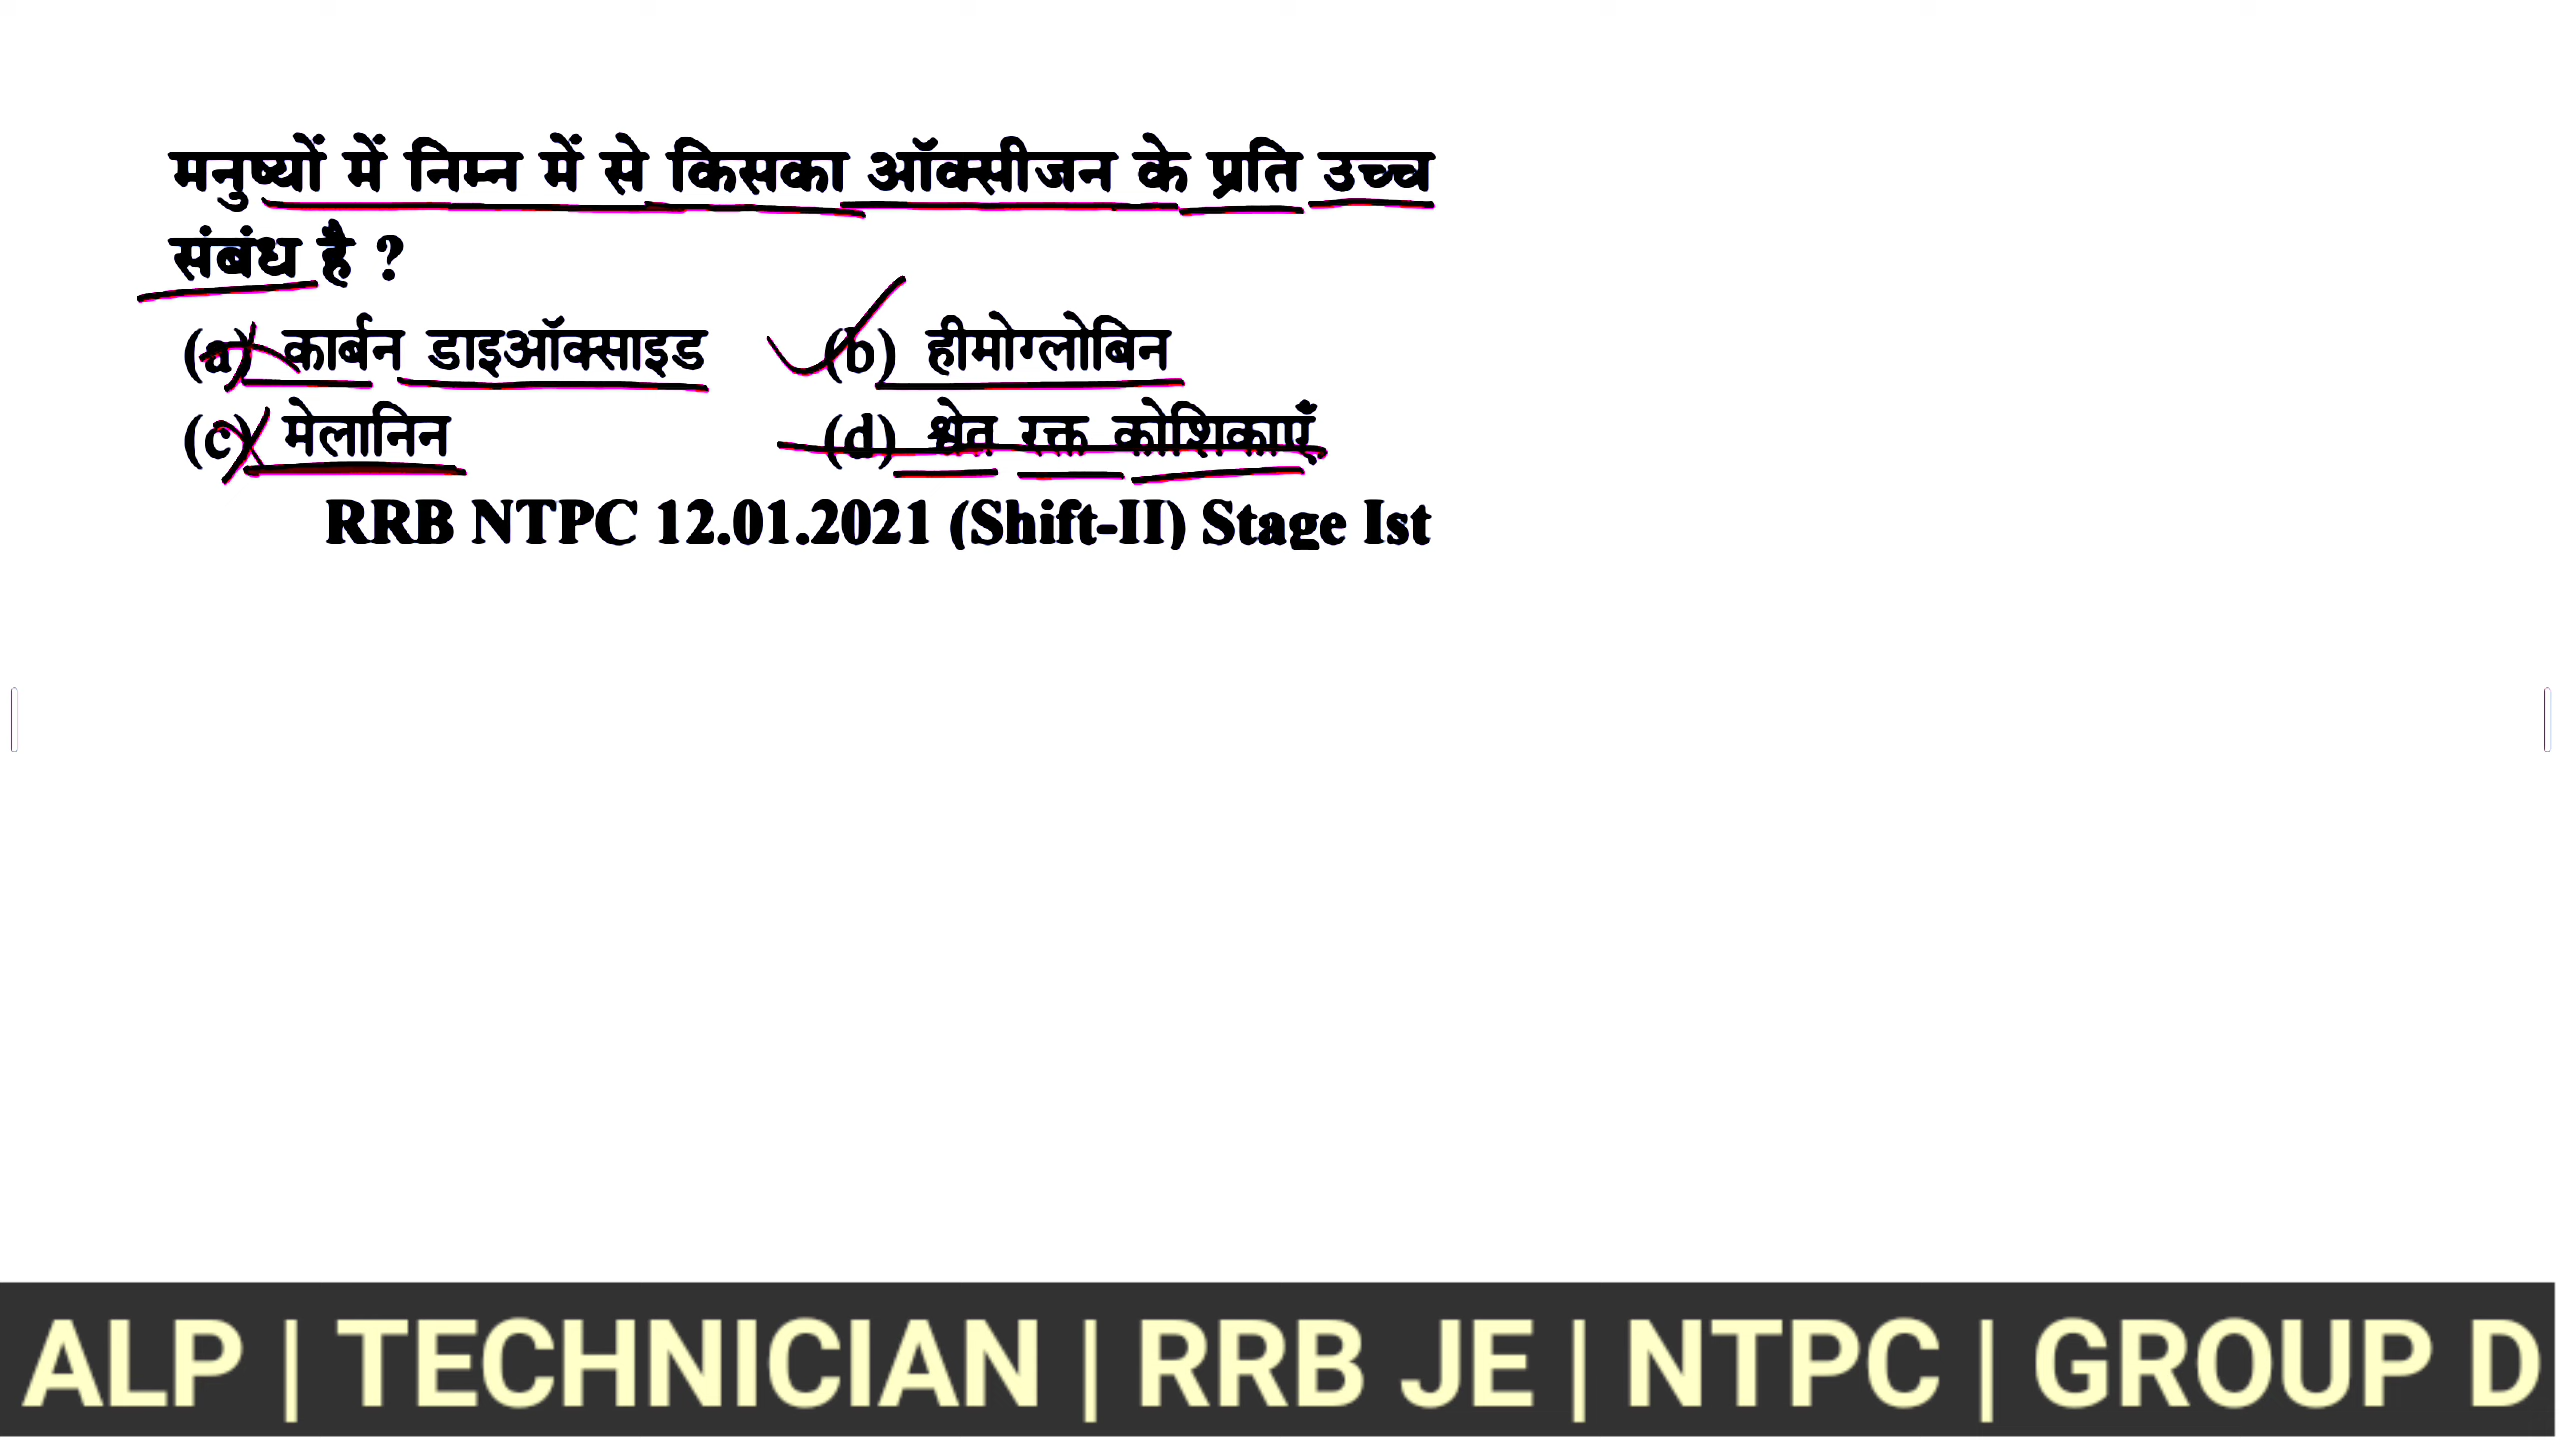 मनुष्यों में निम्न में से किसका ऑक्सीजन के प्रति उच्च
संबंध है ?
(a) कार्बन डाइऑक्साइड (b) हीमोग्लोबिन
(c) मेलानिन (d) श्वेत रक्त कोशिकाएँ
RRB NTPC 12.01.2021 (Shift-II) Stage Ist
ALP | TECHNICIAN | RRB JE | NTPC | GROUP D